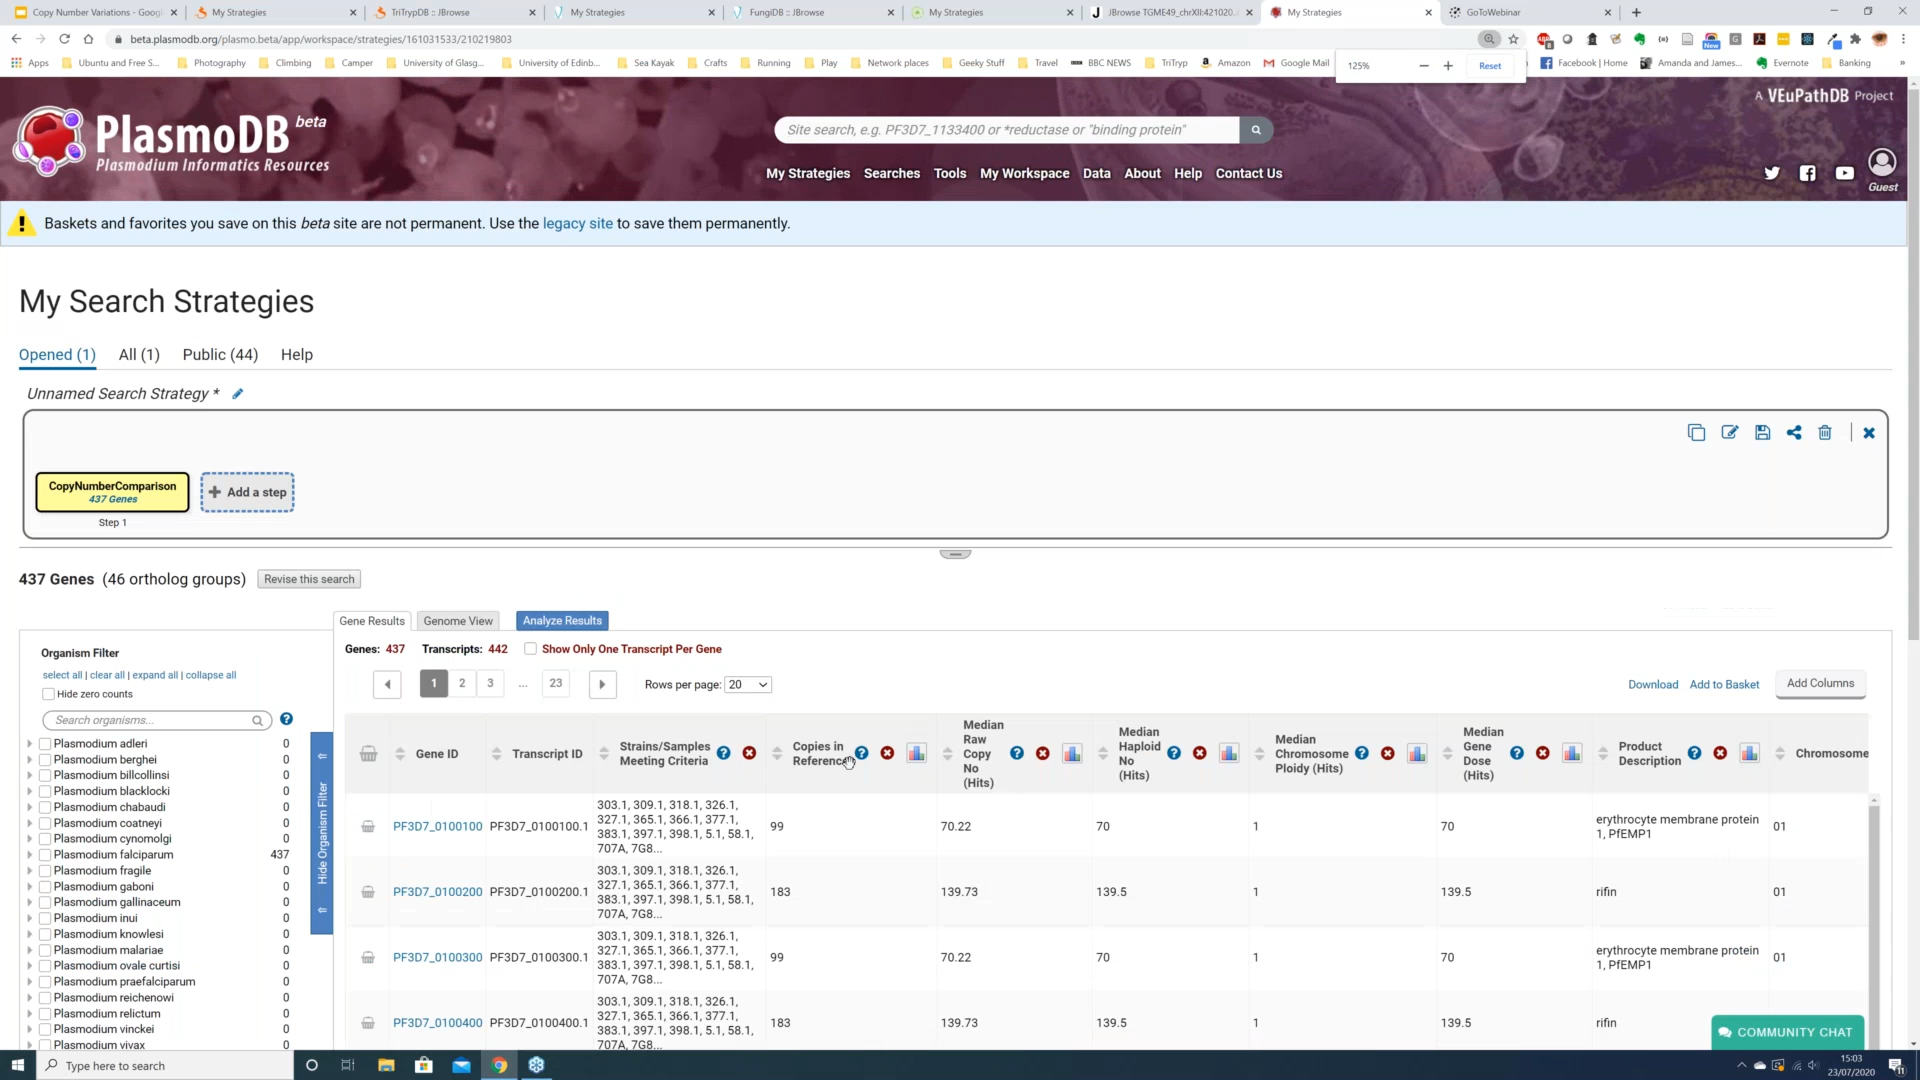 Copy Number Variations - Googl
My Strategies
TriTrypDB :: JBrowse
My Strategies
FungiDB :: JBrowse
My Strategies
JBrowse TGME49_chrXII:421020..
My Strategies
GoToWebinar
beta.plasmodb.org/plasmo.beta/app/workspace/strategies/161031533/210219803
Apps
Ubuntu and Free S...
Photography
Climbing
Camper
University of Glasg...
University of Edinb...
Sea Kayak
Crafts
Running
Play
Network places
Geeky Stuff
Travel
BBC NEWS
TriTryp
Amazon
Google Mail
125%
Reset
Facebook | Home
Amanda and James...
Evernote
Banking
New
A VEuPathDB Project
PlasmoDB beta
Plasmodium Informatics Resources
Site search, e.g. PF3D7_1133400 or *reductase or "binding protein"
My Strategies Searches Tools My Workspace Data About Help Contact Us
Guest
Baskets and favorites you save on this beta site are not permanent. Use the legacy site to save them permanently.
My Search Strategies
Opened (1) All (1) Public (44) Help
Unnamed Search Strategy *
CopyNumberComparison
437 Genes
Add a step
Step 1
437 Genes (46 ortholog groups) Revise this search
Gene Results Genome View Analyze Results
Organism Filter
select all | clear all | expand all | collapse all
Hide zero counts
Search organisms...
Plasmodium adleri 0
Plasmodium berghei 0
Plasmodium billcollinsi 0
Plasmodium blacklocki 0
Plasmodium chabaudi 0
Plasmodium coatneyi 0
Plasmodium cynomolgi 0
Plasmodium falciparum 437
Plasmodium fragile 0
Plasmodium gaboni 0
Plasmodium gallinaceum 0
Plasmodium inui 0
Plasmodium knowlesi 0
Plasmodium malariae 0
Plasmodium ovale curtisi 0
Plasmodium praefalciparum 0
Plasmodium reichenowi 0
Plasmodium relictum 0
Plasmodium vinckei 0
Plasmodium vivax 0
Hide Organism Filter
Genes: 437 Transcripts: 442 Show Only One Transcript Per Gene
1 2 3 ... 23 Rows per page: 20
Download Add to Basket Add Columns
Gene ID
Transcript ID
Strains/Samples
Meeting Criteria
Copies in
Reference
Median
Raw
Copy
No
(Hits)
Median
Haploid
No
(Hits)
Median
Chromosome
Ploidy (Hits)
Median
Gene
Dose
(Hits)
Product
Description
Chromosome
PF3D7_0100100 PF3D7_0100100.1
303.1, 309.1, 318.1, 326.1,
327.1, 365.1, 366.1, 377.1,
383.1, 397.1, 398.1, 5.1, 58.1,
707A, 7G8...
99 70.22 70 1 70
erythrocyte membrane protein
1, PfEMP1
01
PF3D7_0100200 PF3D7_0100200.1
303.1, 309.1, 318.1, 326.1,
327.1, 365.1, 366.1, 377.1,
383.1, 397.1, 398.1, 5.1, 58.1,
707A, 7G8...
183 139.73 139.5 1 139.5 rifin 01
PF3D7_0100300 PF3D7_0100300.1
303.1, 309.1, 318.1, 326.1,
327.1, 365.1, 366.1, 377.1,
383.1, 397.1, 398.1, 5.1, 58.1,
707A, 7G8...
99 70.22 70 1 70
erythrocyte membrane protein
1, PfEMP1
01
PF3D7_0100400 PF3D7_0100400.1
303.1, 309.1, 318.1, 326.1,
327.1, 365.1, 366.1, 377.1,
383.1, 397.1, 398.1, 5.1, 58.1,
707A, 7G8...
183 139.73 139.5 1 139.5 rifin 01
COMMUNITY CHAT
Type here to search
15:03
23/07/2020